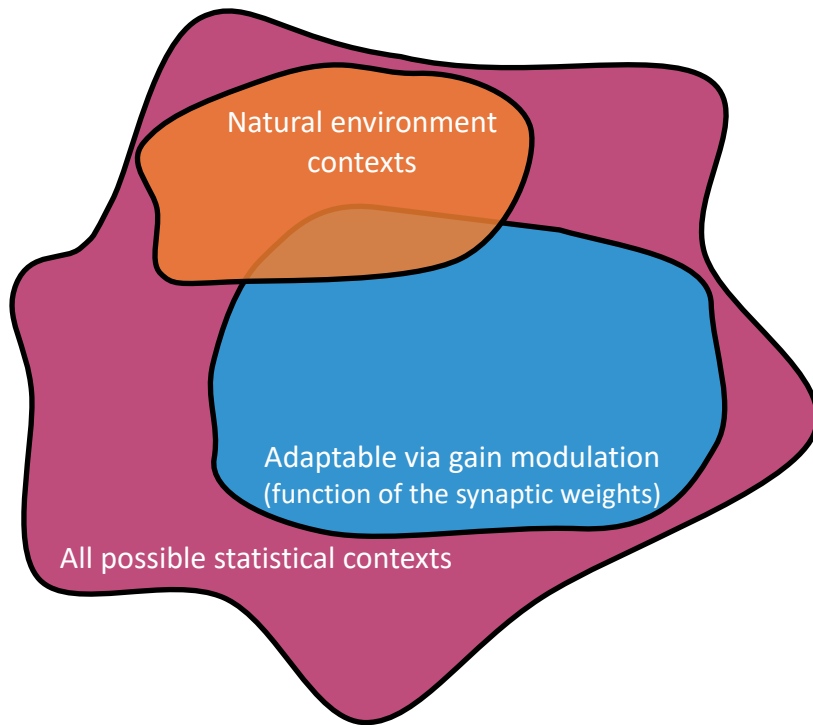 Natural environment
contexts
Adaptable via gain modulation
(function of the synaptic weights)
All possible statistical contexts